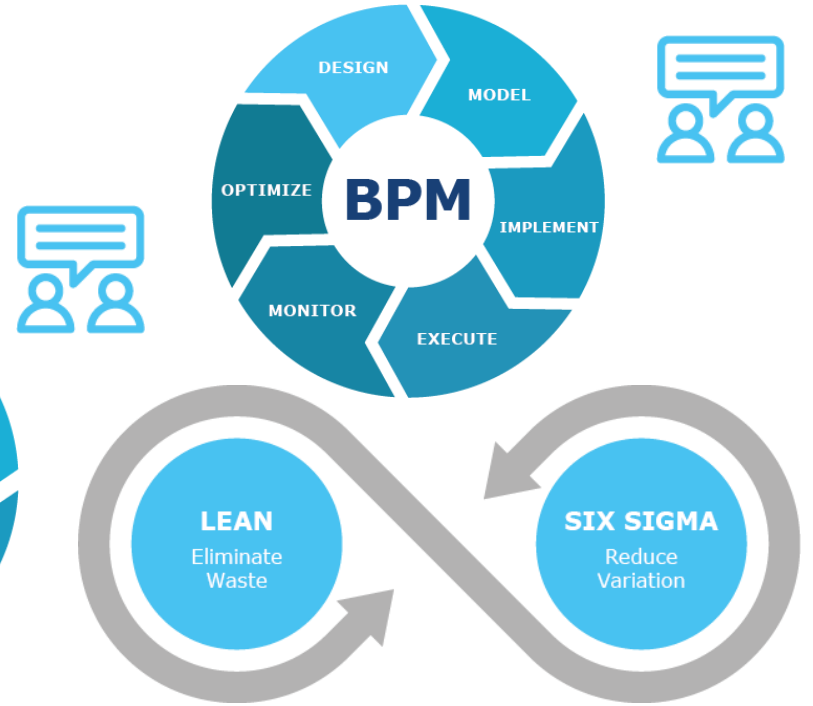 DESIGN
MODEL
OPTIMIZE
BPM
IMPLEMENT
MONITOR
EXECUTE
LEAN
Eliminate
Waste
SIX SIGMA
Reduce
Variation